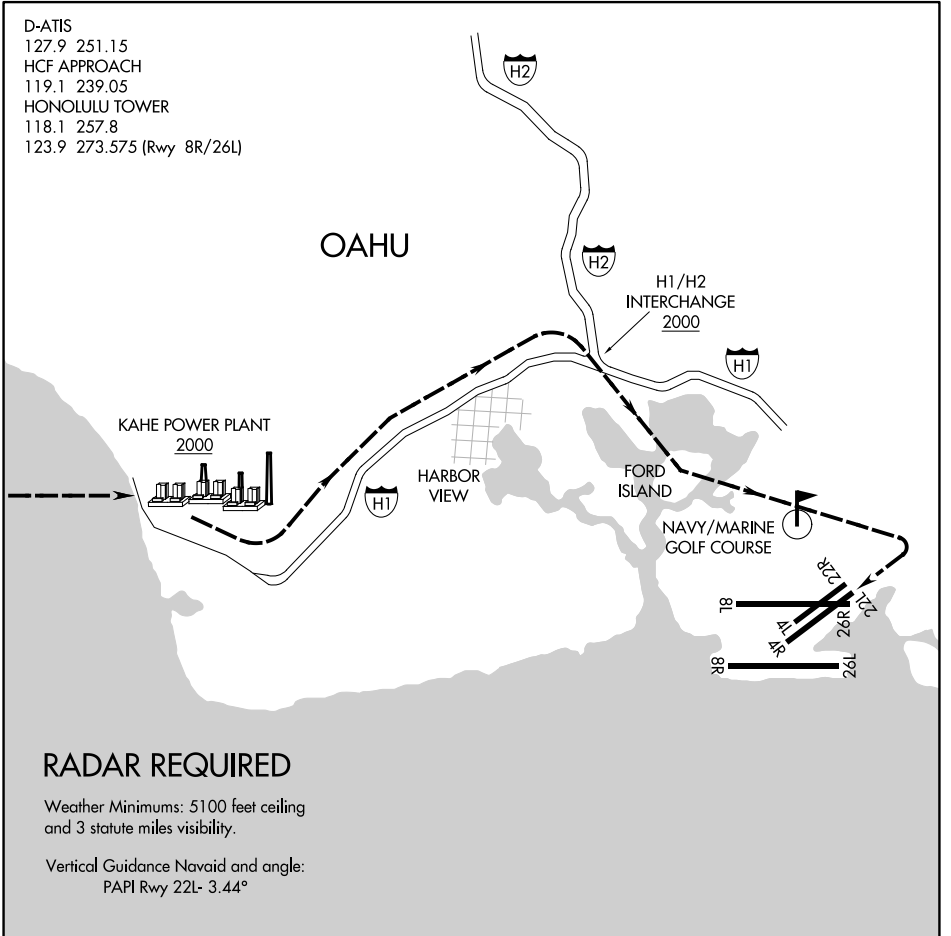 D-ATIS
127.9 251.15
HCF APPROACH
119.1 239.05
HONOLULU TOWER
118.1 257.8
123.9 273.575 (Rwy 8R/26L)
H2
OAHU
H2
H1/H2
INTERCHANGE
2000
H1
KAHE POWER PLANT
2000
HARBOR
VIEW
H1
FORD
ISLAND
NAVY/MARINE
GOLF COURSE
22R
22L
8L
4L
4R
26R
8R
26L
RADAR REQUIRED
Weather Minimums: 5100 feet ceiling
and 3 statute miles visibility.
Vertical Guidance Navaid and angle:
PAPI Rwy 22L- 3.44°